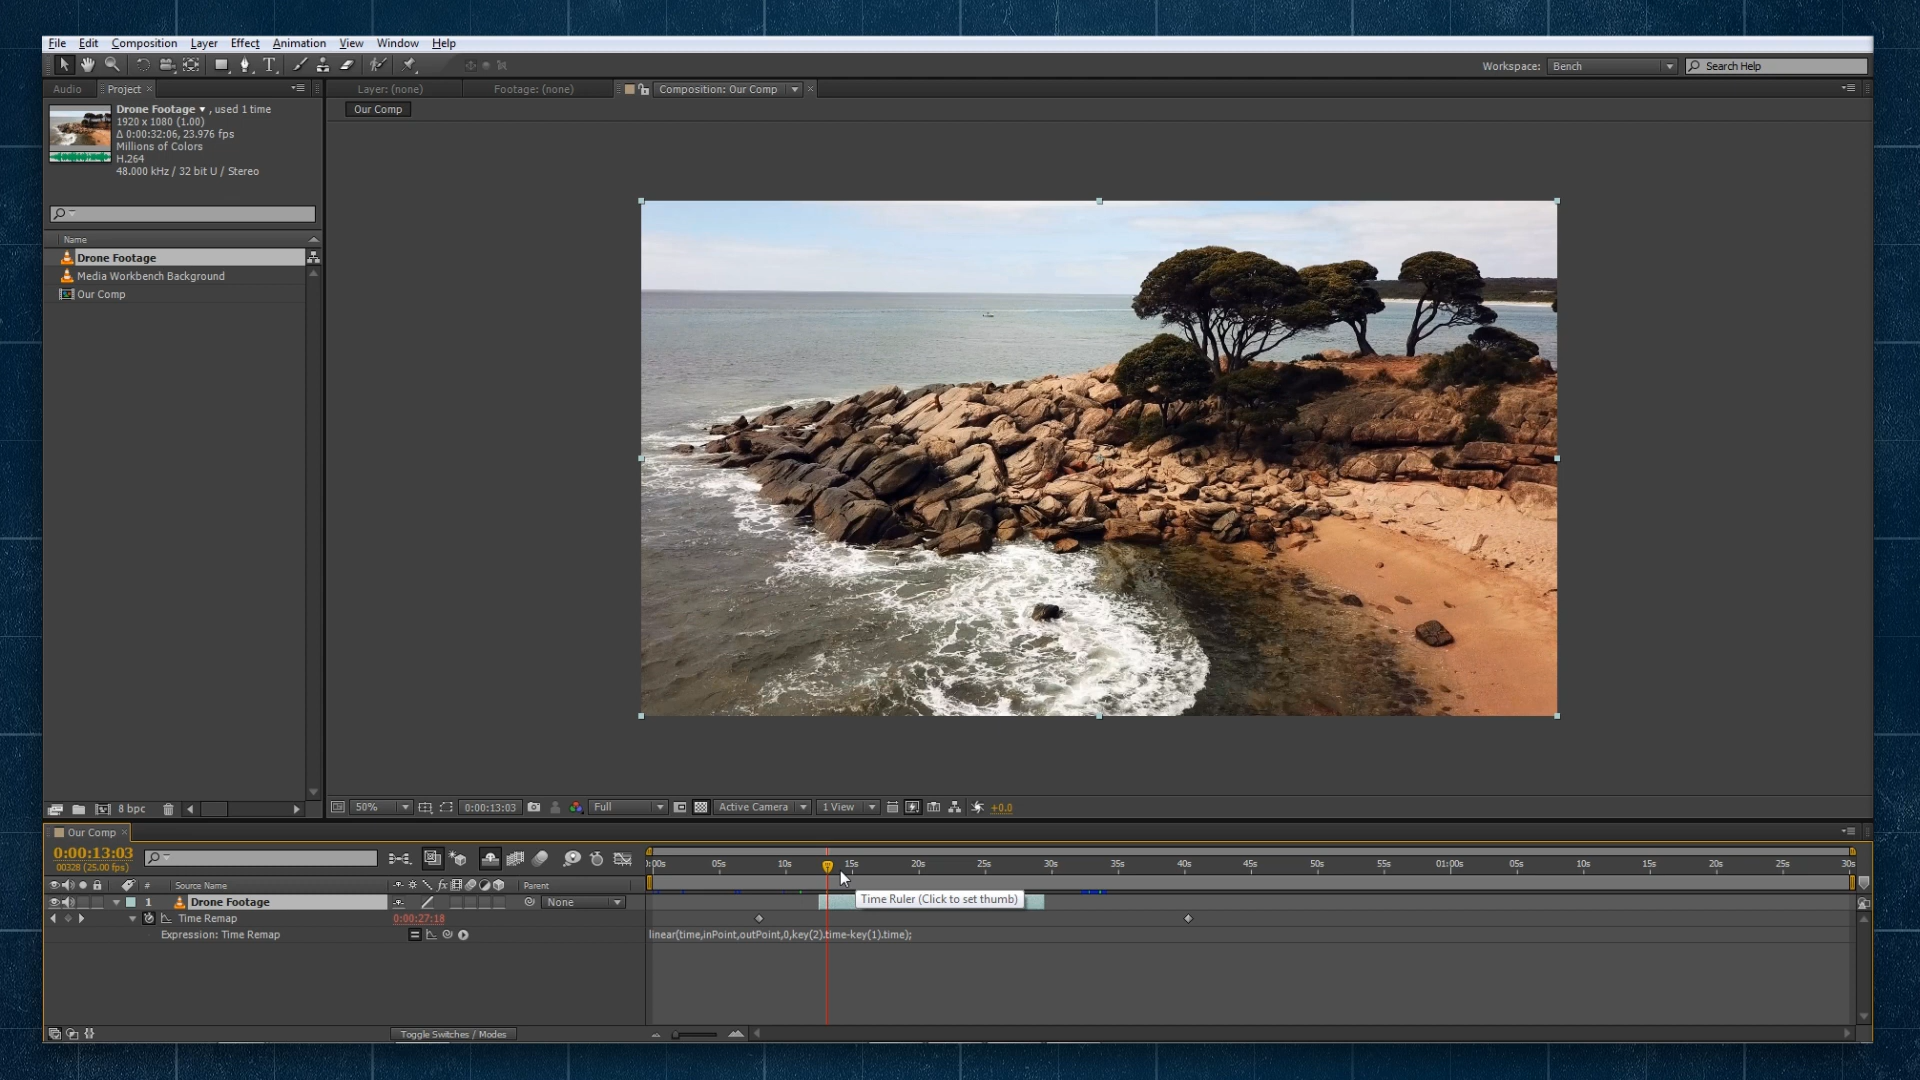 File Edit Composition Layer Effect Animation View Window Help
Workspace: Bench Search Help
Audio Project Layer: (none) Footage: (none) Composition: Our Comp
Drone Footage , used 1 time
1920 x 1080 (1.00)
Δ 0:00:32:06, 23.976 fps
Millions of Colors
H.264
48.000 kHz / 32 bit U / Stereo
Our Comp
Name
Drone Footage
Media Workbench Background
Our Comp
8 bpc 50% 0:00:13:03 Full Active Camera 1 View +0.0
Our Comp
0:00:13:03
00328 (25.00 fps)
):00s 05s 10s 15s 20s 25s 30s 35s 40s 45s 50s 55s 01:00s 05s 10s 15s 20s 25s 30s
# Source Name fx Parent
1 Drone Footage None
Time Ruler (Click to set thumb)
Time Remap 0:00:27:18
Expression: Time Remap linear(time,inPoint,outPoint,0,key(2).time-key(1).time);
Toggle Switches / Modes